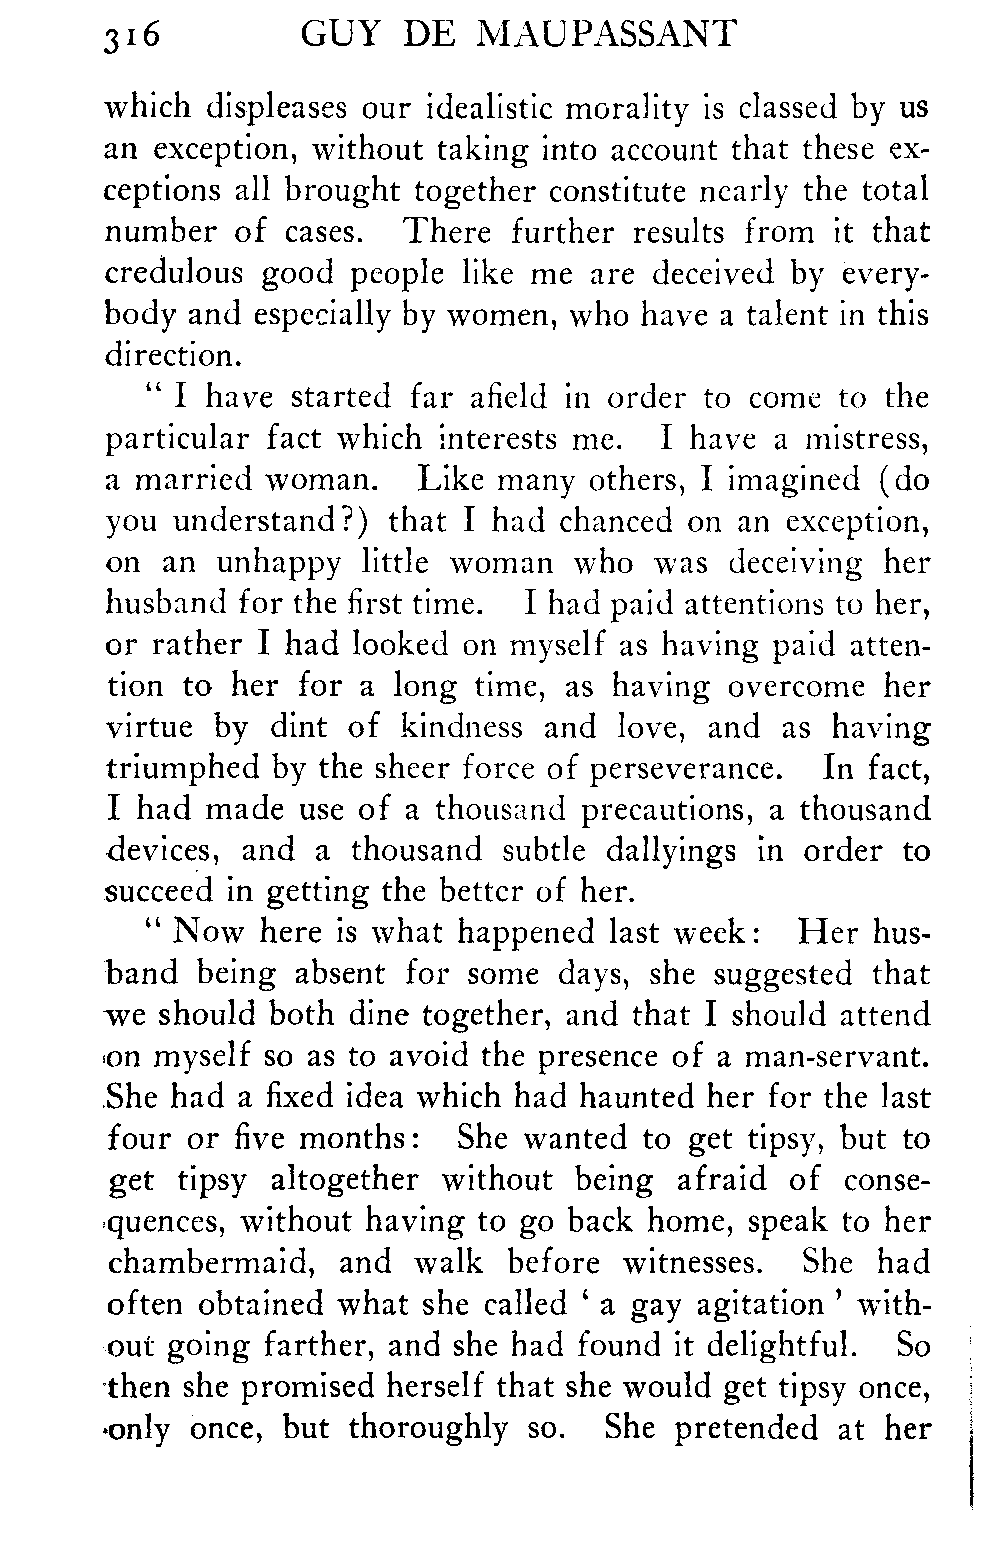 316 GUY DE MAUPASSANT
which displeases our idealistic morality is classed by us
an exception, without taking into account that these ex-
ceptions all brought together constitute nearly the total
number of cases. There further results from it that
credulous good people like me are deceived by every-
body and especially by women, who have a talent in this
direction.
“ I have started far afield in order to come to the
particular fact which interests me. I have a mistress,
a married woman. Like many others, I imagined (do
you understand?) that I had chanced on an exception,
on an unhappy little woman who was deceiving her
husband for the first time. I had paid attentions to her,
or rather I had looked on myself as having paid atten-
tion to her for a long time, as having overcome her
virtue by dint of kindness and love, and as having
triumphed by the sheer force of perseverance. In fact,
I had made use of a thousand precautions, a thousand
devices, and a thousand subtle dallyings in order to
succeed in getting the better of her.
“ Now here is what happened last week: Her hus-
band being absent for some days, she suggested that
we should both dine together, and that I should attend
on myself so as to avoid the presence of a man-servant.
She had a fixed idea which had haunted her for the last
four or five months: She wanted to get tipsy, but to
get tipsy altogether without being afraid of conse-
quences, without having to go back home, speak to her
chambermaid, and walk before witnesses. She had
often obtained what she called ‘ a gay agitation ’ with-
out going farther, and she had found it delightful. So
then she promised herself that she would get tipsy once,
only once, but thoroughly so. She pretended at her